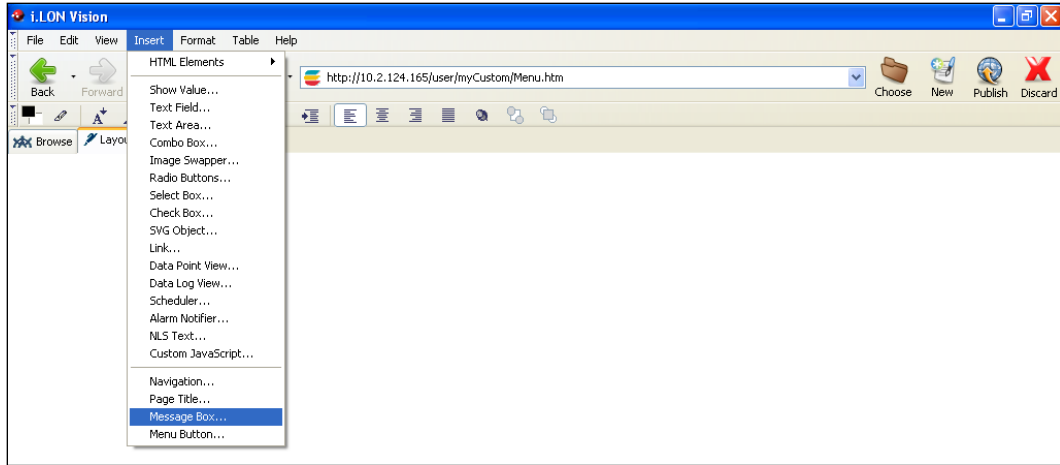 i.LON Vision
File Edit View Insert Format Table Help
Back Forward
http://10.2.124.165/user/myCustom/Menu.htm
Choose New Publish Discard
A
Browse Layou
HTML Elements
Show Value...
Text Field...
Text Area...
Combo Box...
Image Swapper...
Radio Buttons...
Select Box...
Check Box...
SVG Object...
Link...
Data Point View...
Data Log View...
Scheduler...
Alarm Notifier...
NLS Text...
Custom JavaScript...
Navigation...
Page Title...
Message Box...
Menu Button...